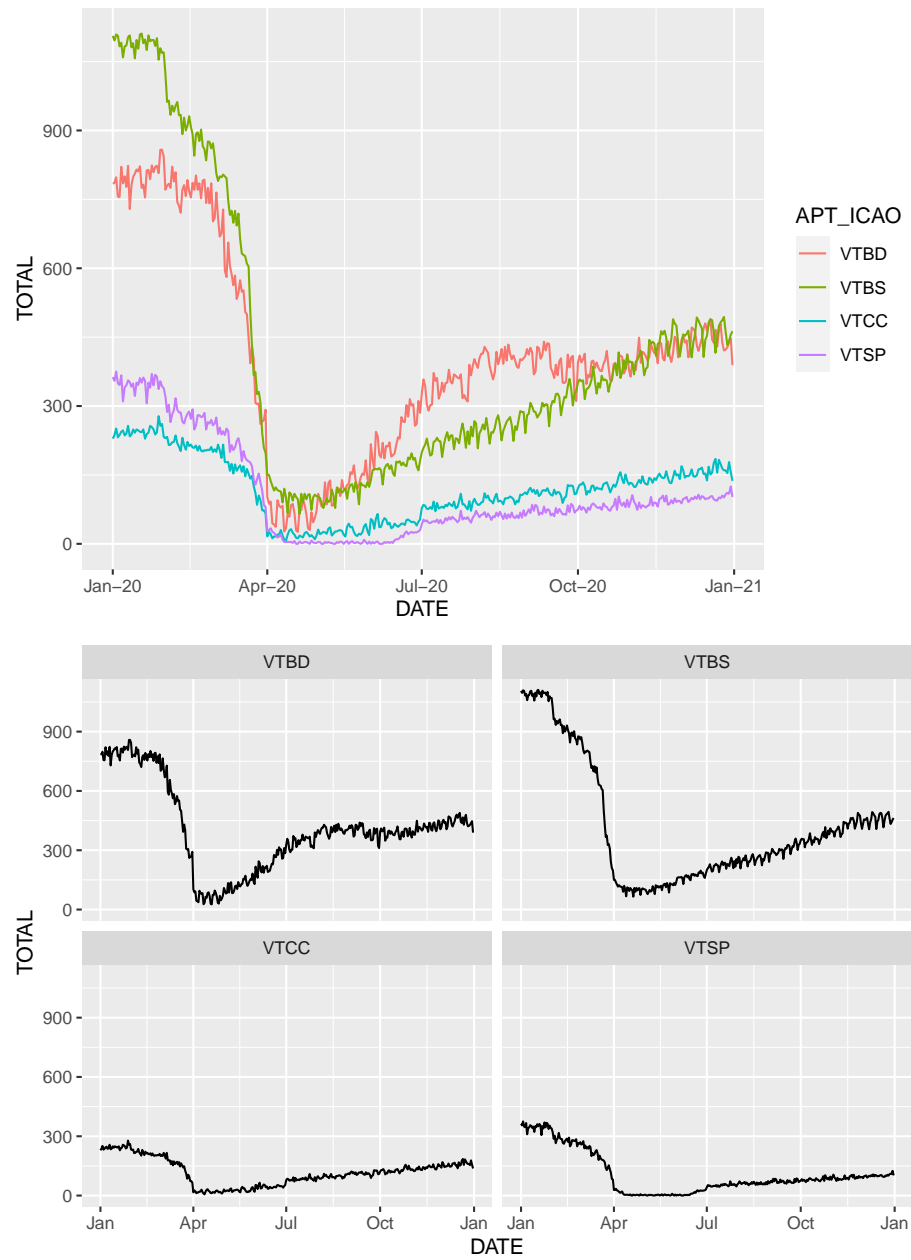 TOTAL
900
600
300
0
Jan−20
Apr−20
Jul−20
Oct−20
Jan−21
DATE
APT_ICAO
VTBD
VTBS
VTCC
VTSP
VTBD
VTBS
900
600
300
0
TOTAL
VTCC
VTSP
900
600
300
0
Jan
Apr
Jul
Oct
Jan
Jan
Apr
Jul
Oct
Jan
DATE